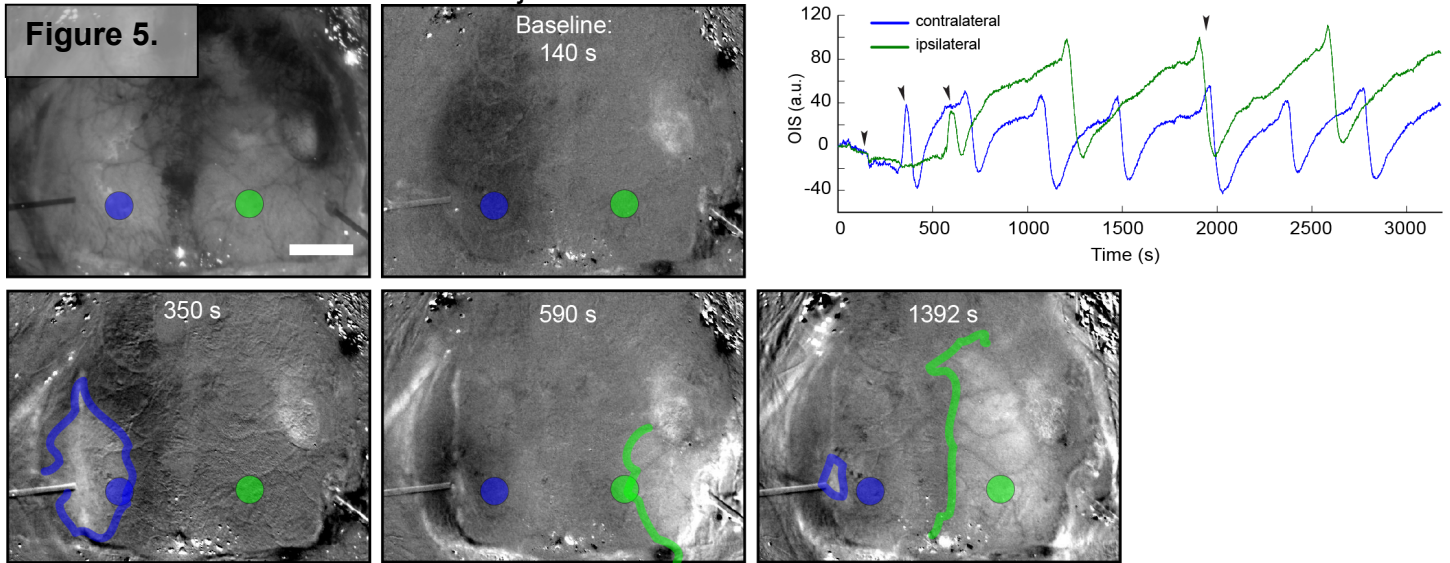 Figure 5.
Baseline:
140 s
120
80
40
0
-40
OIS (a.u.)
contralateral
ipsilateral
0
500
1000
1500
2000
2500
3000
Time (s)
350 s
590 s
1392 s